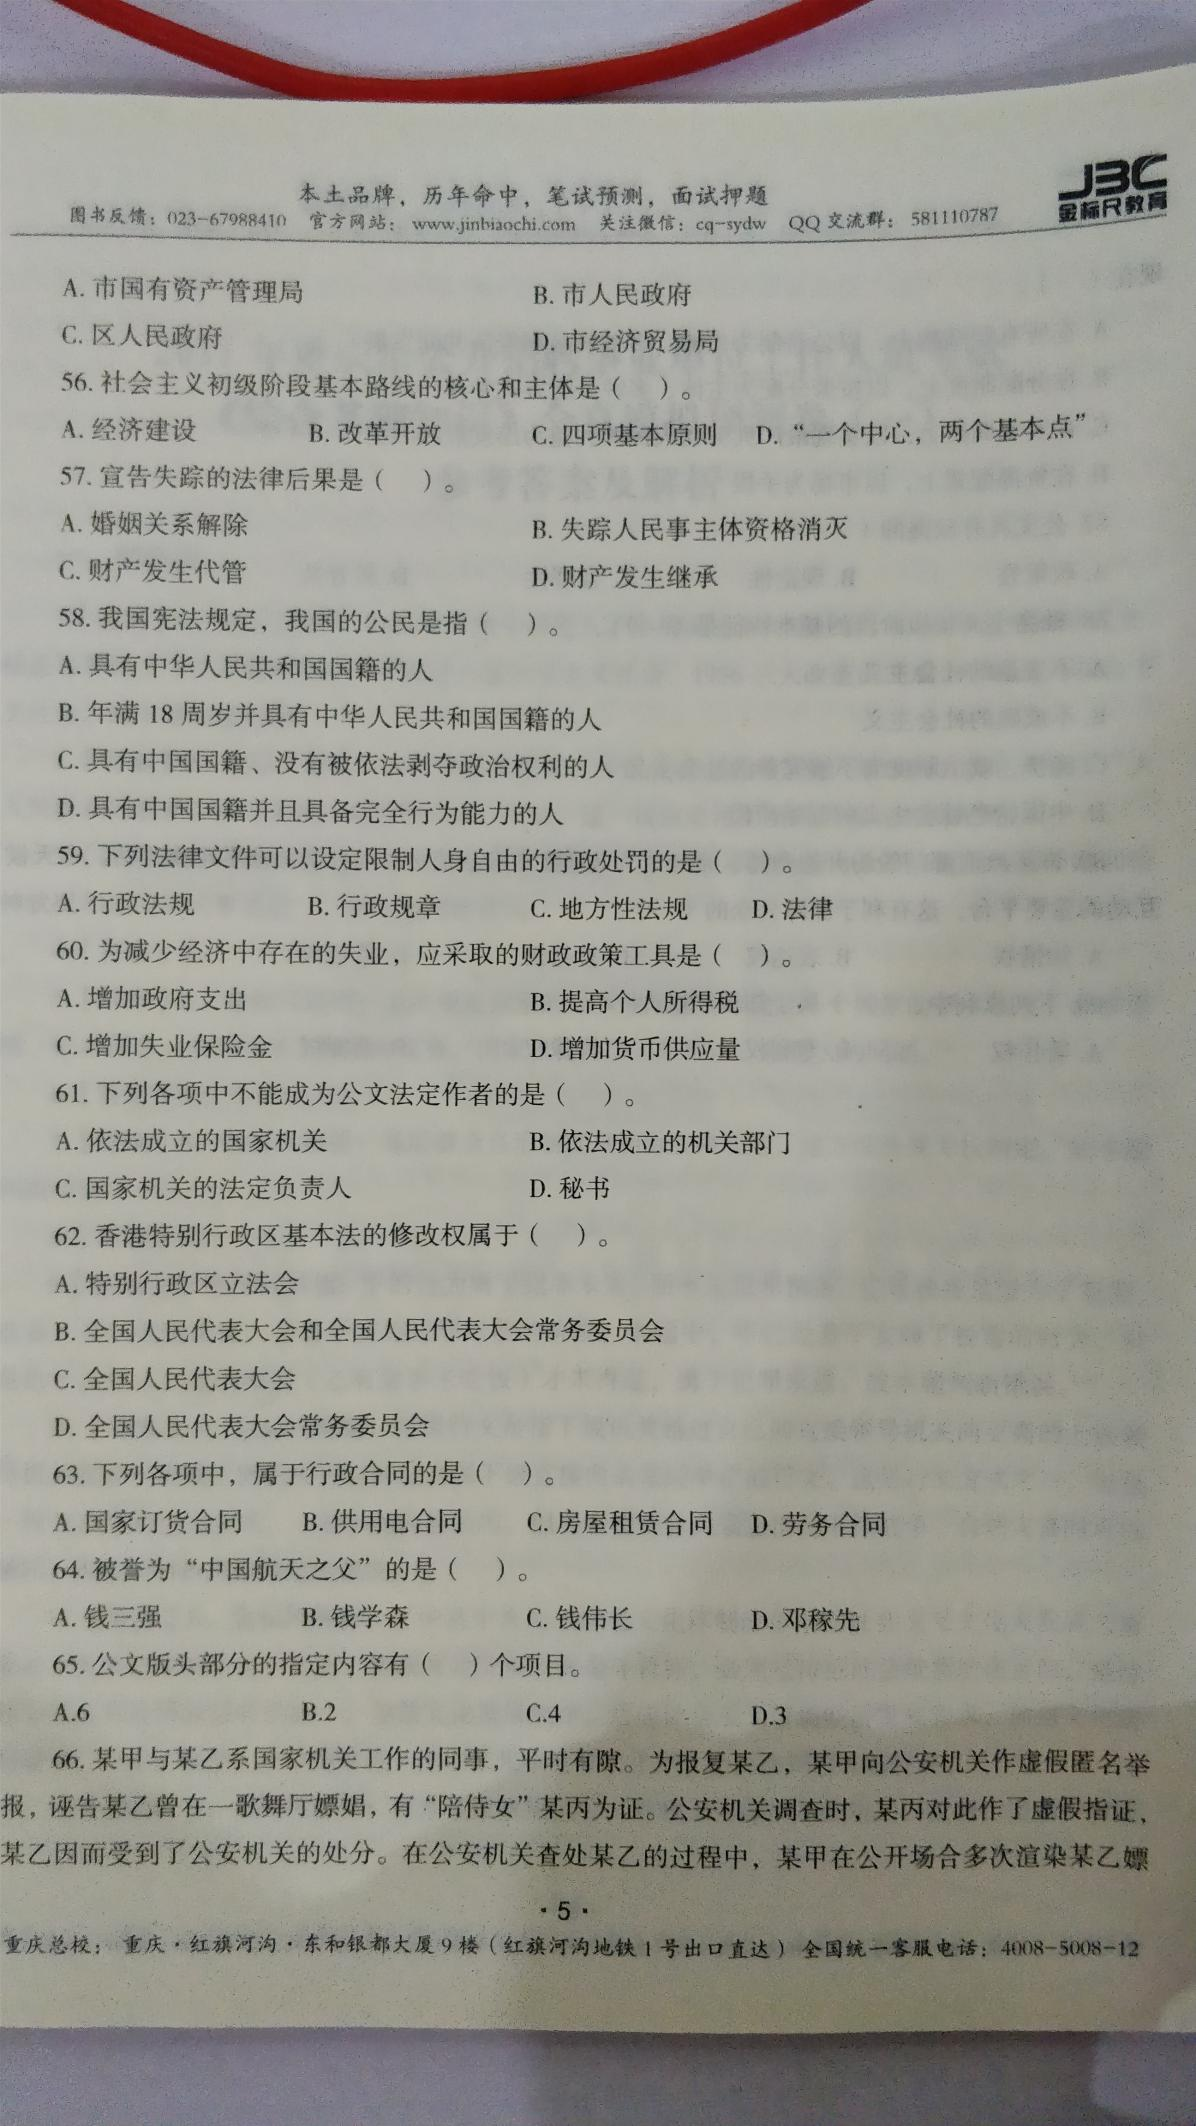 JBC
金标尺教育
本土品牌，历年命中，笔试预测，面试押题
图书反馈：023-67988410 官方网站：www.jinbiaochi.com 关注微信：cq-sydw QQ交流群：581110787
A. 市国有资产管理局 B. 市人民政府
C. 区人民政府 D. 市经济贸易局
56. 社会主义初级阶段基本路线的核心和主体是（ ）。
A. 经济建设 B. 改革开放 C. 四项基本原则 D. “一个中心，两个基本点”
57. 宣告失踪的法律后果是（ ）。
A. 婚姻关系解除 B. 失踪人民事主体资格消灭
C. 财产发生代管 D. 财产发生继承
58. 我国宪法规定，我国的公民是指（ ）。
A. 具有中华人民共和国国籍的人
B. 年满 18 周岁并具有中华人民共和国国籍的人
C. 具有中国国籍、没有被依法剥夺政治权利的人
D. 具有中国国籍并且具备完全行为能力的人
59. 下列法律文件可以设定限制人身自由的行政处罚的是（ ）。
A. 行政法规 B. 行政规章 C. 地方性法规 D. 法律
60. 为减少经济中存在的失业，应采取的财政政策工具是（ ）。
A. 增加政府支出 B. 提高个人所得税
C. 增加失业保险金 D. 增加货币供应量
61. 下列各项中不能成为公文法定作者的是（ ）。
A. 依法成立的国家机关 B. 依法成立的机关部门
C. 国家机关的法定负责人 D. 秘书
62. 香港特别行政区基本法的修改权属于（ ）。
A. 特别行政区立法会
B. 全国人民代表大会和全国人民代表大会常务委员会
C. 全国人民代表大会
D. 全国人民代表大会常务委员会
63. 下列各项中，属于行政合同的是（ ）。
A. 国家订货合同 B. 供用电合同 C. 房屋租赁合同 D. 劳务合同
64. 被誉为“中国航天之父”的是（ ）。
A. 钱三强 B. 钱学森 C. 钱伟长 D. 邓稼先
65. 公文版头部分的指定内容有（ ）个项目。
A.6 B.2 C.4 D.3
66. 某甲与某乙系国家机关工作的同事，平时有隙。为报复某乙，某甲向公安机关作虚假匿名举
报，诬告某乙曾在一歌舞厅嫖娼，有“陪侍女”某丙为证。公安机关调查时，某丙对此作了虚假指证，
某乙因而受到了公安机关的处分。在公安机关查处某乙的过程中，某甲在公开场合多次渲染某乙嫖
·5·
重庆总校：重庆·红旗河沟·东和银都大厦9楼（红旗河沟地铁1号出口直达） 全国统一客服电话：4008-5008-12